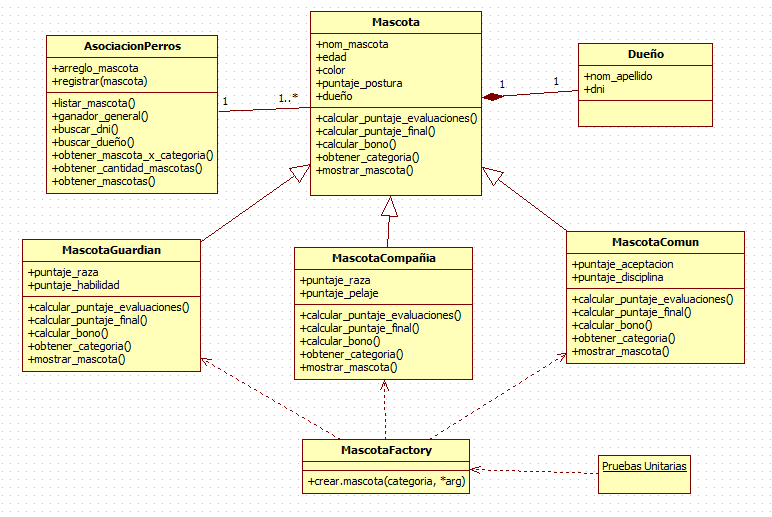 Mascota
+nom_mascota
+edad
+color
+puntaje_postura
+dueño
+calcular_puntaje_evaluaciones()
+calcular_puntaje_final()
+calcular_bono()
+obtener_categoria()
+mostrar_mascota()
AsociacionPerros
+arreglo_mascota
+registrar(mascota)
+listar_mascota()
+ganador_general()
+buscar_dni()
+buscar_dueño()
+obtener_mascota_x_categoria()
+obtener_cantidad_mascotas()
+obtener_mascotas()
1
1..*
1
1
Dueño
+nom_apellido
+dni
MascotaGuardian
+puntaje_raza
+puntaje_habilidad
+calcular_puntaje_evaluaciones()
+calcular_puntaje_final()
+calcular_bono()
+obtener_categoria()
+mostrar_mascota()
MascotaCompañia
+puntaje_raza
+puntaje_pelaje
+calcular_puntaje_evaluaciones()
+calcular_puntaje_final()
+calcular_bono()
+obtener_categoria()
+mostrar_mascota()
MascotaComun
+puntaje_aceptacion
+puntaje_disciplina
+calcular_puntaje_evaluaciones()
+calcular_puntaje_final()
+calcular_bono()
+obtener_categoria()
+mostrar_mascota()
MascotaFactory
+crear.mascota(categoria, *arg)
Pruebas Unitarias